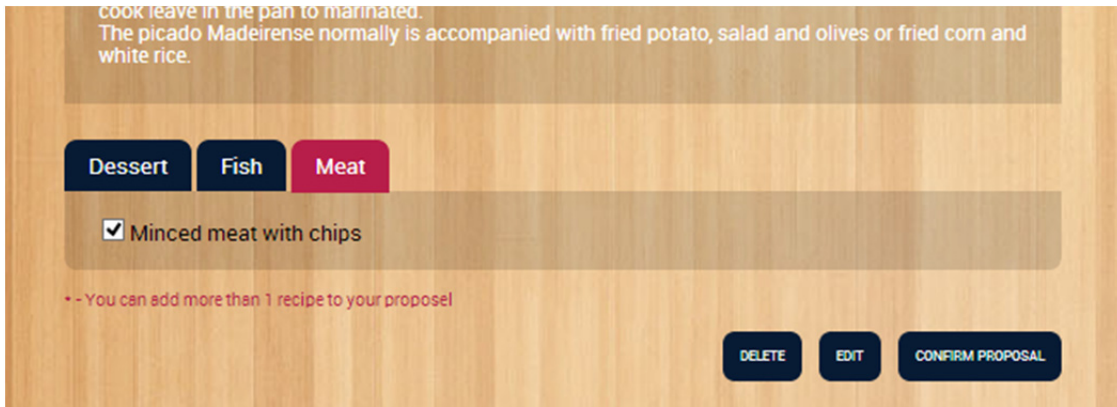 cook leave in the pan to marinated.
The picado Madeirense normally is accompanied with fried potato, salad and olives or fried corn and
white rice.
Dessert Fish Meat
Minced meat with chips
* - You can add more than 1 recipe to your proposel
DELETE EDIT CONFIRM PROPOSAL